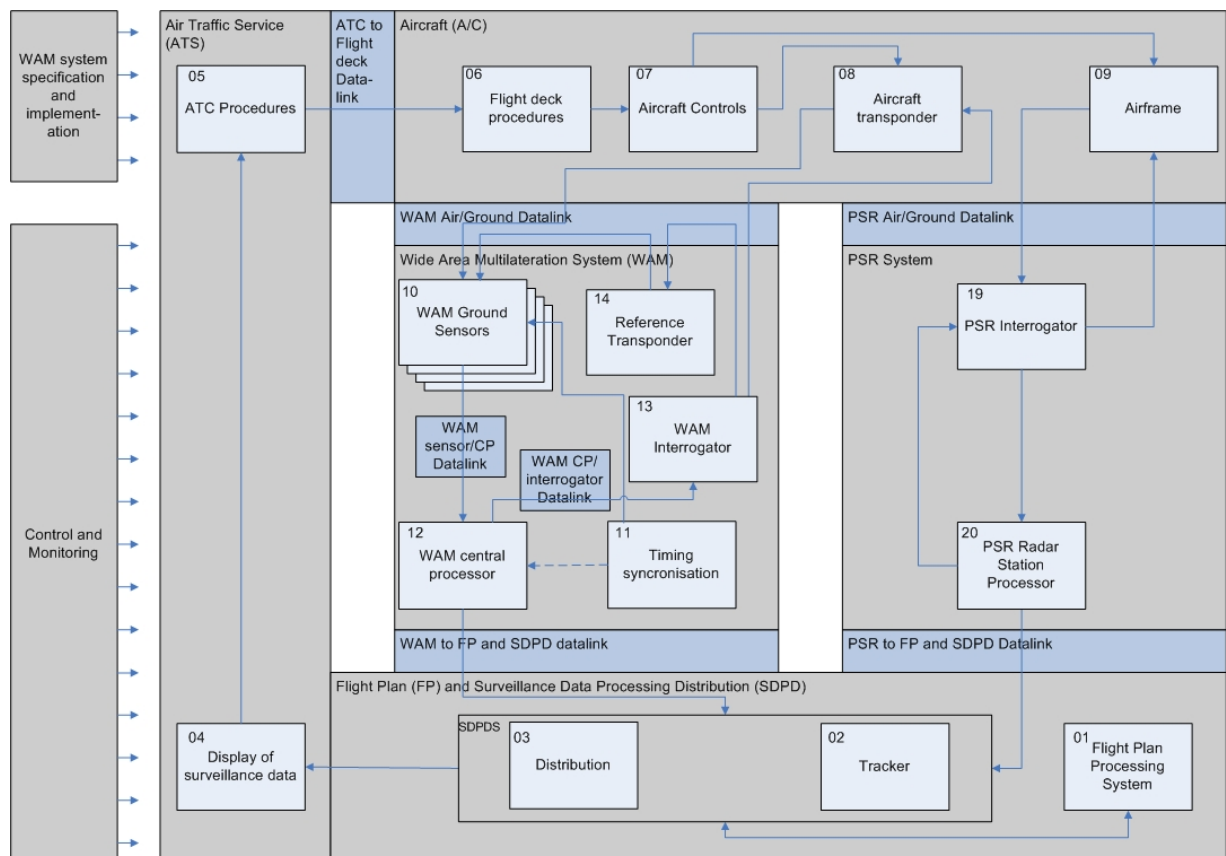 WAM system
specification
and
implement-
ation
Control and
Monitoring
Air Traffic Service
(ATS)
05
ATC Procedures
04
Display of
surveillance data
ATC to
Flight
deck
Data-
link
Aircraft (A/C)
06
Flight deck
procedures
07
Aircraft Controls
08
Aircraft
transponder
09
Airframe
WAM Air/Ground Datalink
Wide Area Multilateration System (WAM)
10
WAM Ground
Sensors
14
Reference
Transponder
13
WAM
Interrogator
WAM
sensor/CP
Datalink
WAM CP/
interrogator
Datalink
12
WAM central
processor
11
Timing
syncronisation
WAM to FP and SDPD datalink
PSR Air/Ground Datalink
PSR System
19
PSR Interrogator
20
PSR Radar
Station
Processor
PSR to FP and SDPD Datalink
Flight Plan (FP) and Surveillance Data Processing Distribution (SDPD)
SDPDS
03
Distribution
02
Tracker
01
Flight Plan
Processing
System